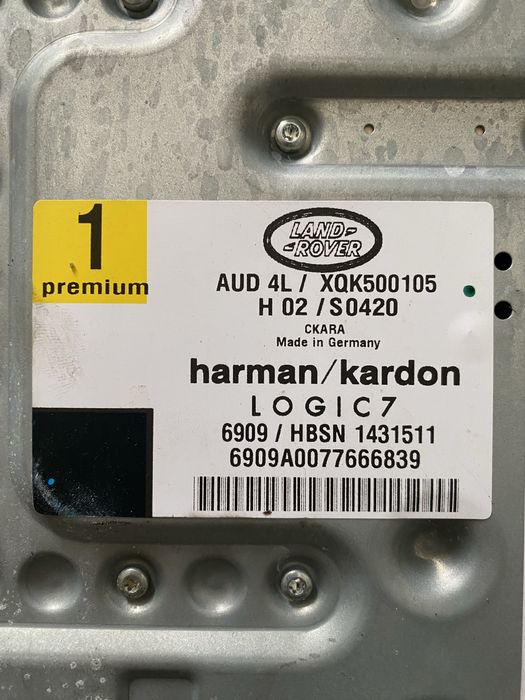 1
premium
LAND-
-ROVER
AUD 4L / XQK500105
H 02 / S0420
CKARA
Made in Germany
harman/kardon
LOGIC7
6909 / HBSN 1431511
6909A0077666839